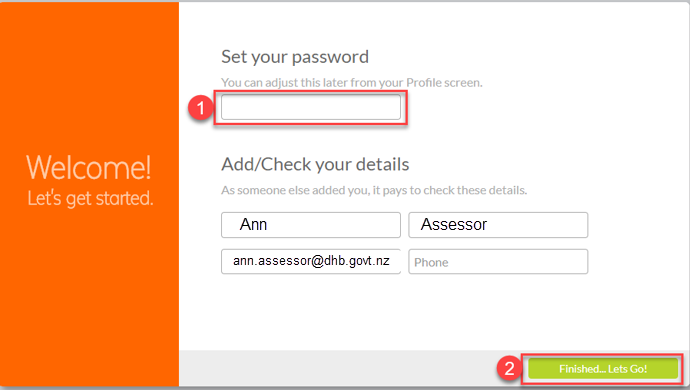 Set your password
You can adjust this later from your Profile screen.
1
Welcome!
Let's get started.
Add/Check your details
As someone else added you, it pays to check these details.
Ann
Assessor
ann.assessor@dhb.govt.nz
Phone
2
Finished... Lets Go!